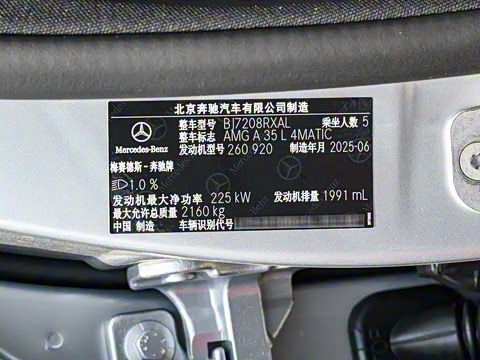 北京奔驰汽车有限公司制造
整车型号 BJ7208RXAL 乘坐人数 5
整车标志 AMG A 35 L 4MATIC
Mercedes-Benz 发动机型号 260 920 制造年月 2025-06
梅赛德斯－奔驰牌
1.0 %
发动机最大净功率 225 kW 发动机排量 1991 mL
最大允许总质量 2160 kg
中国 制造 车辆识别代号